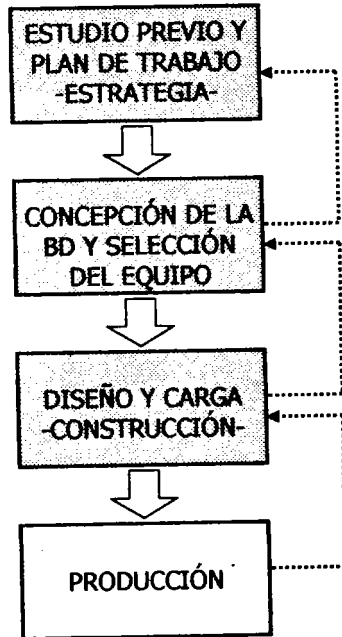 ESTUDIO PREVIO Y
PLAN DE TRABAJO
-ESTRATEGIA-
CONCEPCIÓN DE LA
BD Y SELECCIÓN
DEL EQUIPO
DISEÑO Y CARGA
-CONSTRUCCIÓN-
PRODUCCIÓN